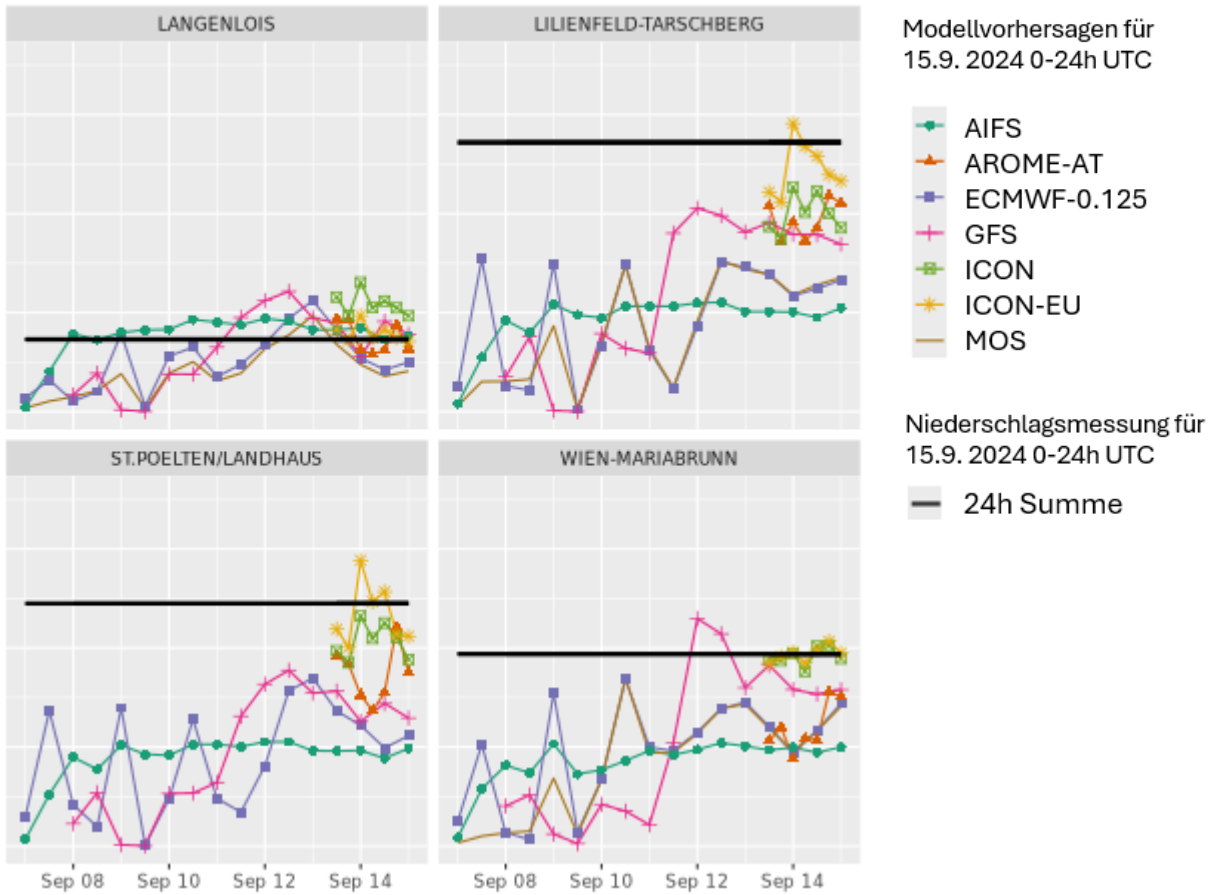 LANGENLOIS
LILIENFELD-TARSCHBERG
Modellvorhersagen für
15.9. 2024 0-24h UTC
AIFS
AROME-AT
ECMWF-0.125
GFS
ICON
ICON-EU
MOS
Niederschlagsmessung für
15.9. 2024 0-24h UTC
24h Summe
ST.POELTEN/LANDHAUS
WIEN-MARIABRUNN
Sep 08 Sep 10 Sep 12 Sep 14
Sep 08 Sep 10 Sep 12 Sep 14